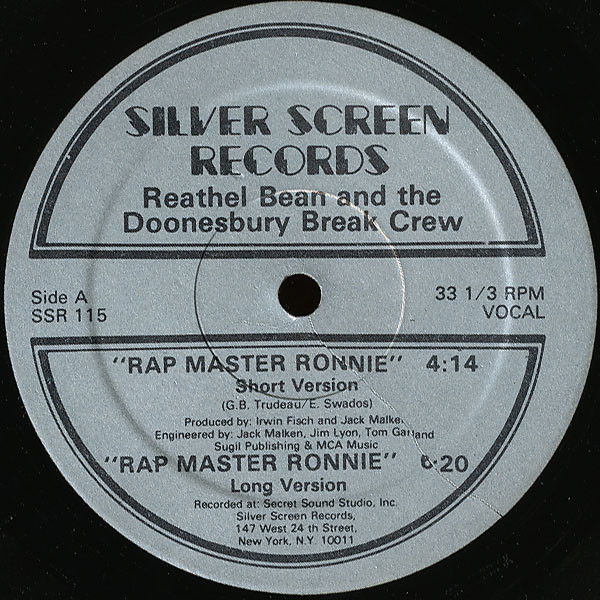 SILVER SCREEN
RECORDS
Reathel Bean and the
Doonesbury Break Crew
Side A
SSR 115
33 1/3 RPM
VOCAL
"RAP MASTER RONNIE" 4:14
Short Version
(G.B. Trudeau/E. Swados)
Produced by: Irwin Fisch and Jack Malken
Engineered by: Jack Malken, Jim Lyon, Tom Garland
Sugil Publishing & MCA Music
"RAP MASTER RONNIE" 6:20
Long Version
Recorded at: Secret Sound Studio, Inc.
Silver Screen Records,
147 West 24 th Street,
New York, N.Y. 10011